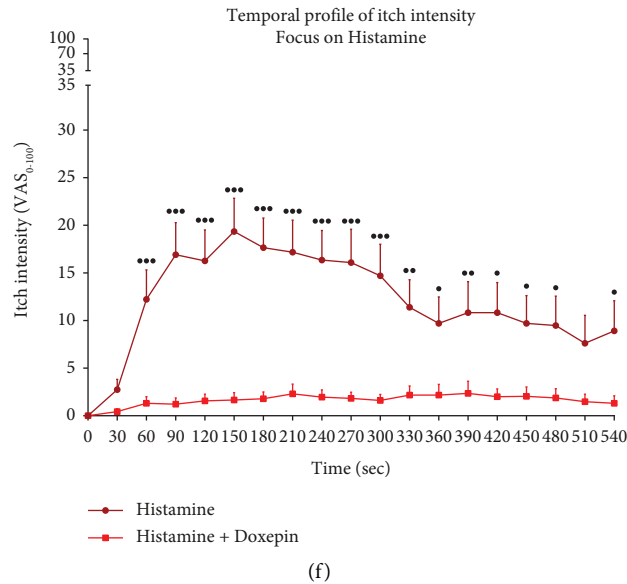 Temporal profile of itch intensity
Focus on Histamine
100
70
35
35
30
25
20
15
10
5
0
Itch intensity (VAS0-100)
0 30 60 90 120 150 180 210 240 270 300 330 360 390 420 450 480 510 540
Time (sec)
Histamine
Histamine + Doxepin
(f)